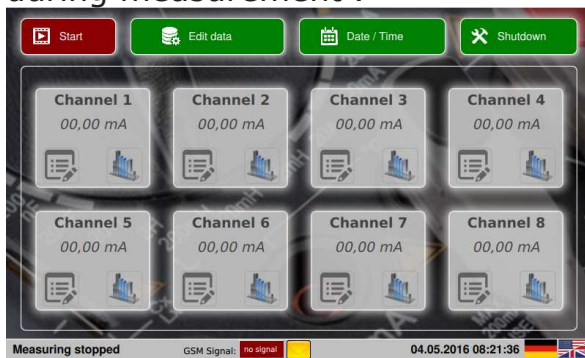 during measurement :
Start Edit data Date / Time Shutdown
Channel 1 Channel 2 Channel 3 Channel 4
00,00 mA 00,00 mA 00,00 mA 00,00 mA
Channel 5 Channel 6 Channel 7 Channel 8
00,00 mA 00,00 mA 00,00 mA 00,00 mA
Measuring stopped GSM Signal: no signal 04.05.2016 08:21:36